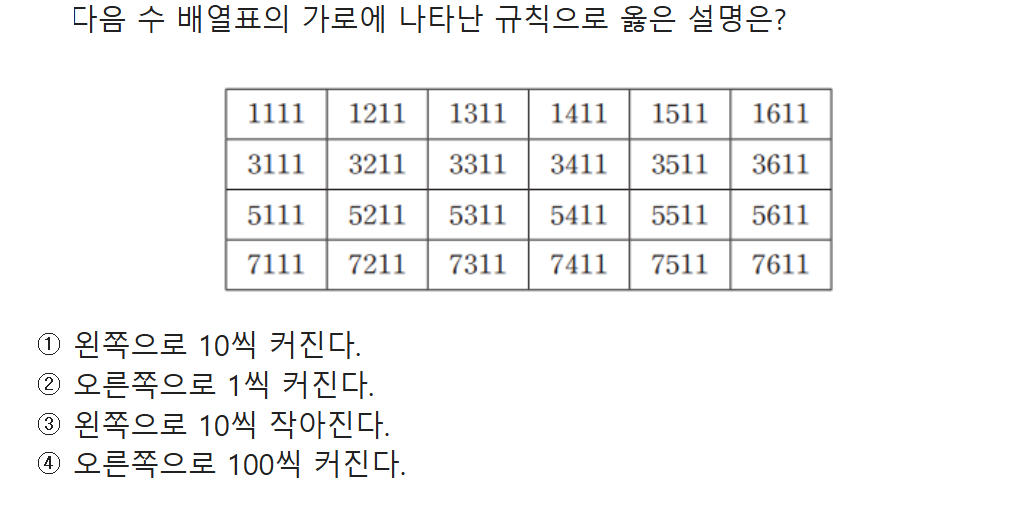 다음 수 배열표의 가로에 나타난 규칙으로 옳은 설명은?
1111 1211 1311 1411 1511 1611
3111 3211 3311 3411 3511 3611
5111 5211 5311 5411 5511 5611
7111 7211 7311 7411 7511 7611
① 왼쪽으로 10씩 커진다.
② 오른쪽으로 1씩 커진다.
③ 왼쪽으로 10씩 작아진다.
④ 오른쪽으로 100씩 커진다.